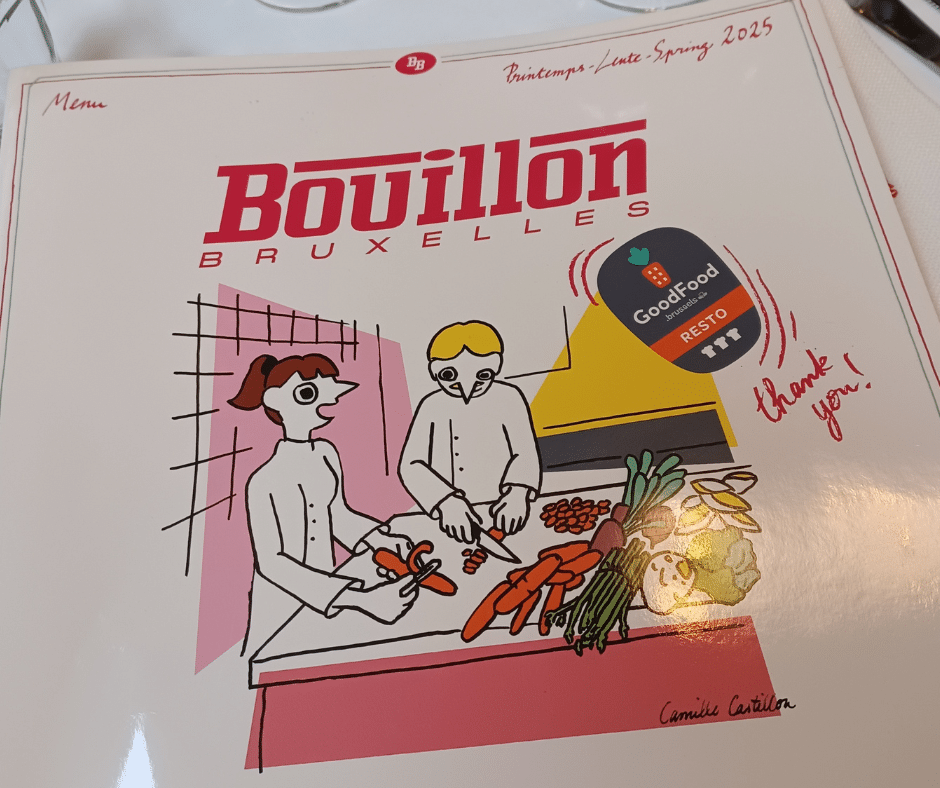 BB
Menu
Printemps-Lente-Spring 2025
Bouillon
BRUXELLES
GoodFood
.brussels
RESTO
thank
you!
Camille Castillon